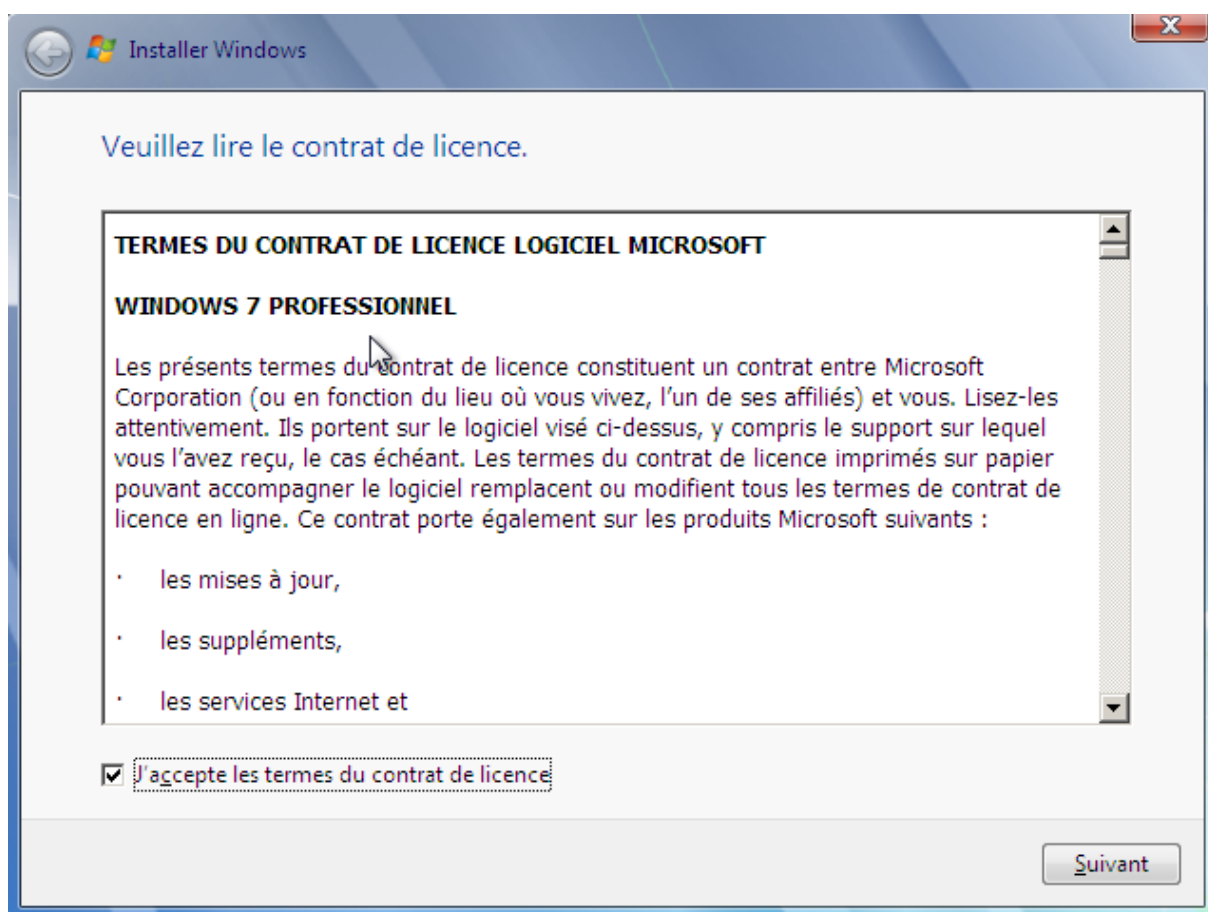 Installer Windows
X
Veuillez lire le contrat de licence.
TERMES DU CONTRAT DE LICENCE LOGICIEL MICROSOFT
WINDOWS 7 PROFESSIONNEL
Les présents termes du contrat de licence constituent un contrat entre Microsoft
Corporation (ou en fonction du lieu où vous vivez, l’un de ses affiliés) et vous. Lisez-les
attentivement. Ils portent sur le logiciel visé ci-dessus, y compris le support sur lequel
vous l’avez reçu, le cas échéant. Les termes du contrat de licence imprimés sur papier
pouvant accompagner le logiciel remplacent ou modifient tous les termes de contrat de
licence en ligne. Ce contrat porte également sur les produits Microsoft suivants :
· les mises à jour,
· les suppléments,
· les services Internet et
J'accepte les termes du contrat de licence
Suivant